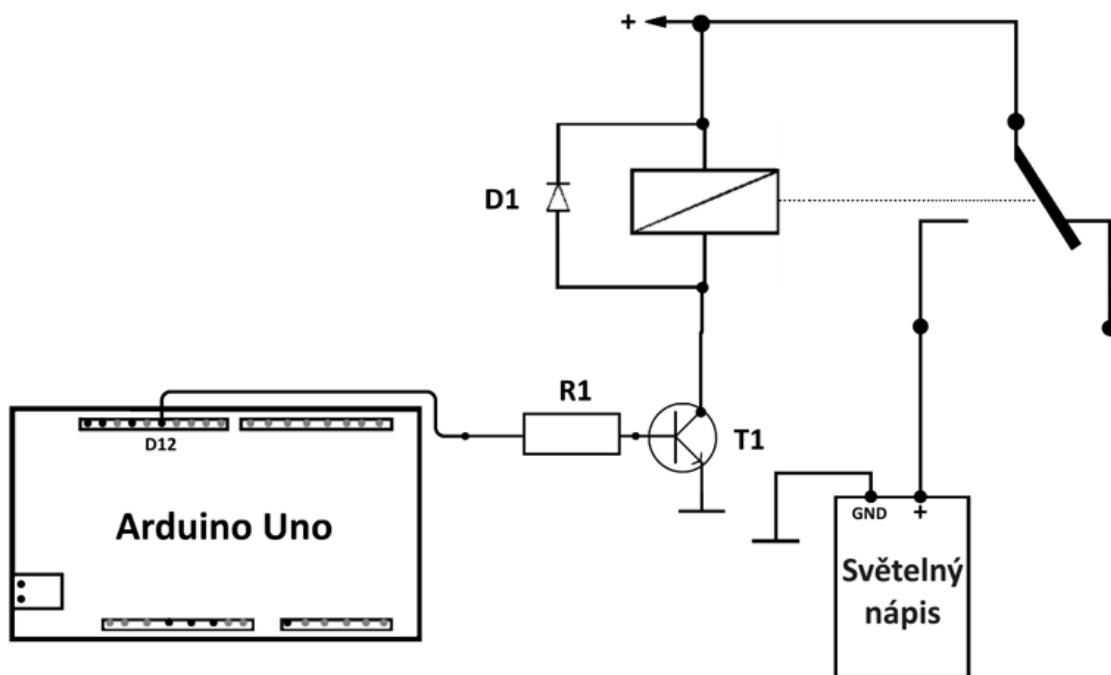 +
D1
R1
T1
D12
Arduino Uno
GND
+
Světelný
nápis